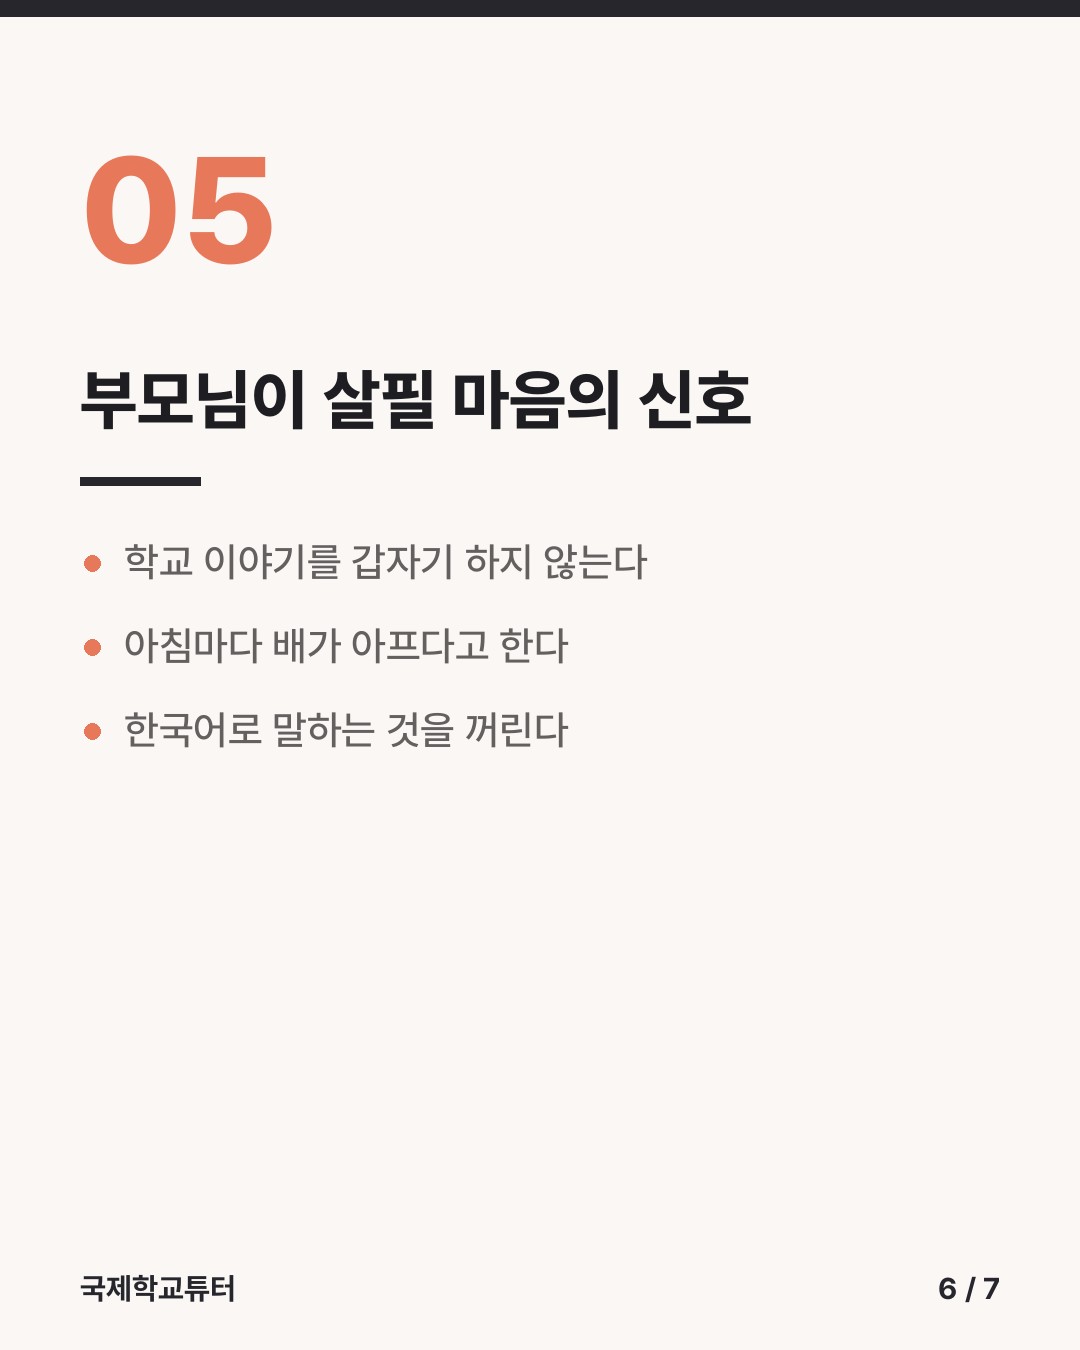 05
부모님이 살필 마음의 신호
학교 이야기를 갑자기 하지 않는다
아침마다 배가 아프다고 한다
한국어로 말하는 것을 꺼린다
국제학교튜터
6 / 7